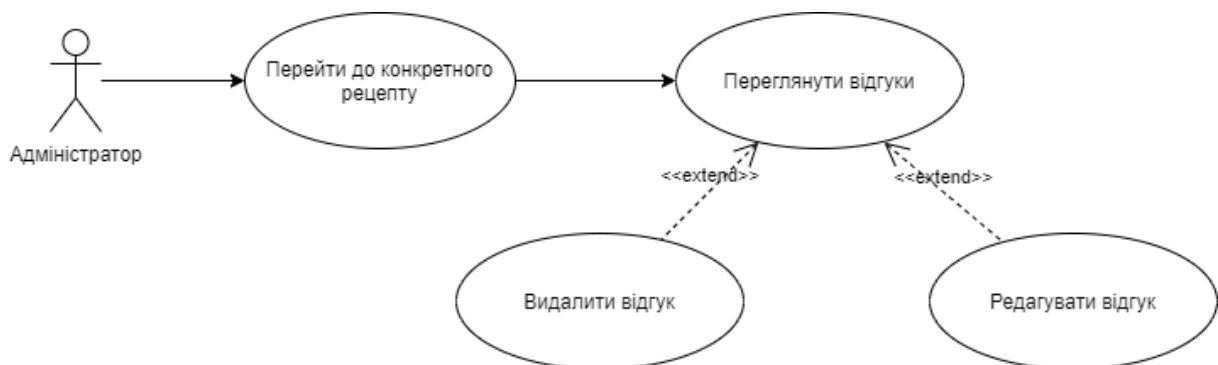 Перейти до конкретного
рецепту
Переглянути відгуки
Адміністратор
<<extend>>
<<extend>>
Видалити відгук
Редагувати відгук